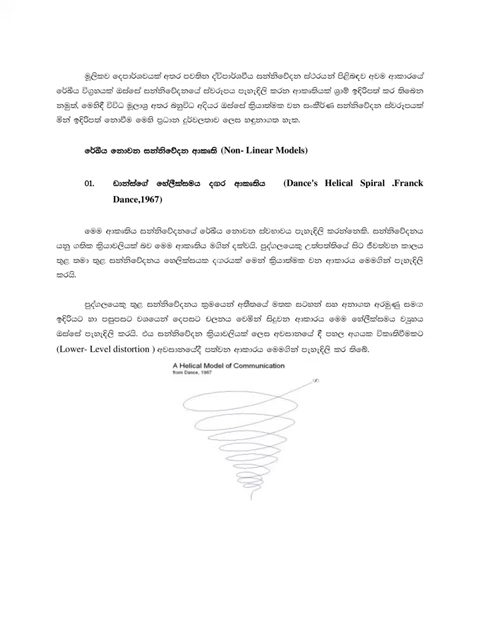 මූලිකව දෙපාර්ශවයක් අතර පවතින ද්විපාර්ශවීය සන්නිවේදන ස්ථරයන් පිළිබඳව අවම ආකාරයේ
රේඛීය විග්‍රහයක් ඔස්සේ සන්නිවේදනයේ ස්වරූපය පැහැදිලි කරන ආකෘතියක් ශ්‍රාම් ඉදිරිපත් කර තිබෙන
නමුත්, මෙහිදී විවිධ මූලාශ්‍ර අතර බහුවිධ අදියර ඔස්සේ ක්‍රියාත්මක වන සංකීර්ණ සන්නිවේදන ස්වරූපයක්
මින් ඉදිරිපත් නොවීම මෙහි ප්‍රධාන දුර්වලතාව ලෙස හඳුනාගත හැක.
රේඛීය නොවන සන්නිවේදන ආකෘති (Non- Linear Models)
01. ඩාන්ස්ගේ හේලීක්සමය දඟර ආකෘතිය (Dance's Helical Spiral .Franck
Dance,1967)
මෙම ආකෘතිය සන්නිවේදනයේ රේඛීය නොවන ස්වභාවය පැහැදිලි කරන්නෙකි. සන්නිවේදනය
යනු ගතික ක්‍රියාවලියක් බව මෙම ආකෘතිය මගින් දක්වයි. පුද්ගලයෙකු උත්පත්තියේ සිට ජීවත්වන කාලය
තුළ තමා තුළ සන්නිවේදනය හෙලික්සයක දඟරයක් මෙන් ක්‍රියාත්මක වන ආකාරය මෙමගින් පැහැදිලි
කරයි.
පුද්ගලයෙකු තුළ සන්නිවේදනය ක්‍රමයෙන් අතීතයේ මතක සටහන් සහ අනාගත අරමුණු සමඟ
ඉදිරියට හා පසුපසට වශයෙන් දෙපසට චලනය වෙමින් සිදුවන ආකාරය මෙම හේලීක්සමය ව්‍යුහය
ඔස්සේ පැහැදිලි කරයි. එය සන්නිවේදන ක්‍රියාවලියක් ලෙස අවසානයේ දී පහල අගයක විකෘතිවීමකට
(Lower- Level distortion ) අවසානයේදී පත්වන ආකාරය මෙමගින් පැහැදිලි කර තිබේ.
A Helical Model of Communication
from Dance, 1967